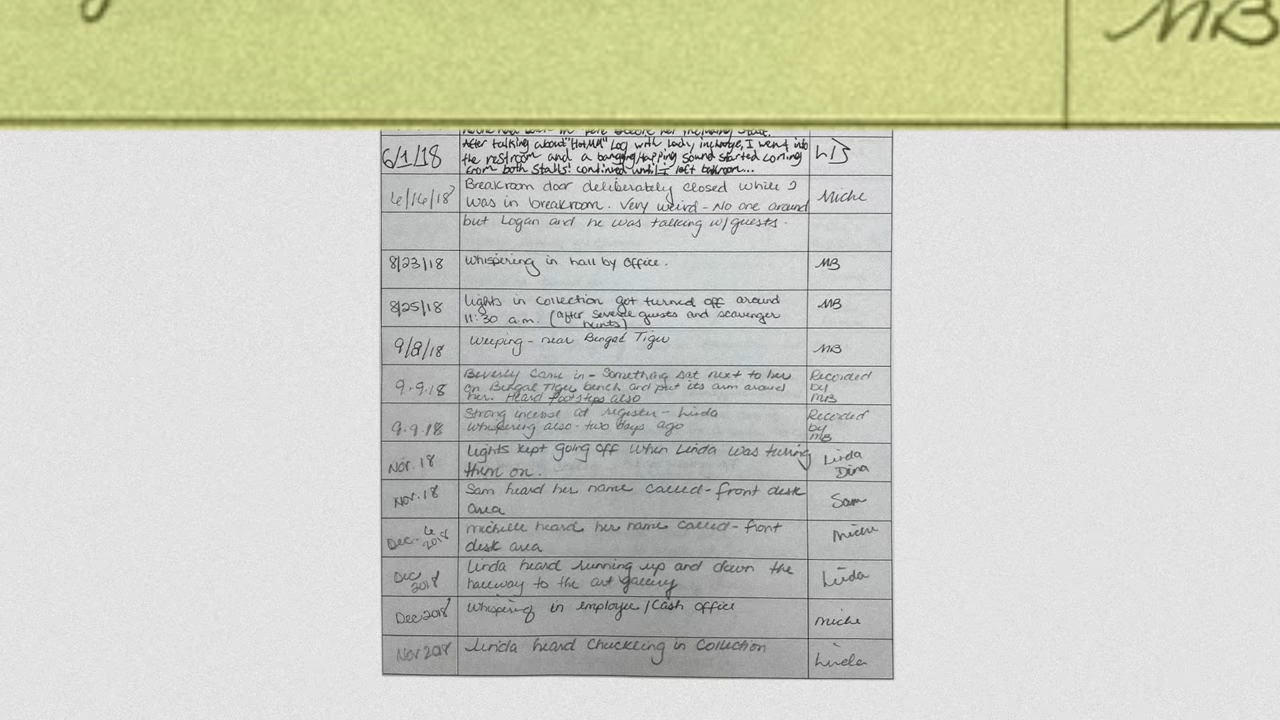 MB
6/1/18
After talking about "HotMA" Log with lady, in charge, I went into
the restroom and a banging/tapping sound started coming
from both stalls! continued until I left bathroom...
6/16/18?
Breakroom door deliberately closed while I
was in breakroom. Very weird - No one around
but Logan and he was talking w/guests.
Miche
8/23/18
Whispering in hall by office.
MB
8/25/18
Lights in collection got turned off around
11:30 a.m. (after several guests and scavenger
hunts)
MB
9/8/18
Weeping - near Bengal Tiger
MB
9.9.18
Beverly came in - Something sat next to her
on Bengal Tiger bench and put its arm around
her. Heard footsteps also
Recorded
by
MB
9.9.18
Strong incense at register - Linda
Whispering also - two days ago
Recorded
by
MB
Nov. 18
Lights kept going off when Linda was turing
them on.
Linda
Dina
Nov. 18
Sam heard her name called - front desk
area
Sam
Dec. 6
2018
Michelle heard her name called - front
desk area
Miche
Dec
2018
Linda heard running up and down the
hallway to the art gallery
Linda
Dec 2018
Whispering in employee/Cash office
Miche
Nov 2018
Linda heard Chuckling in Collection
Linda